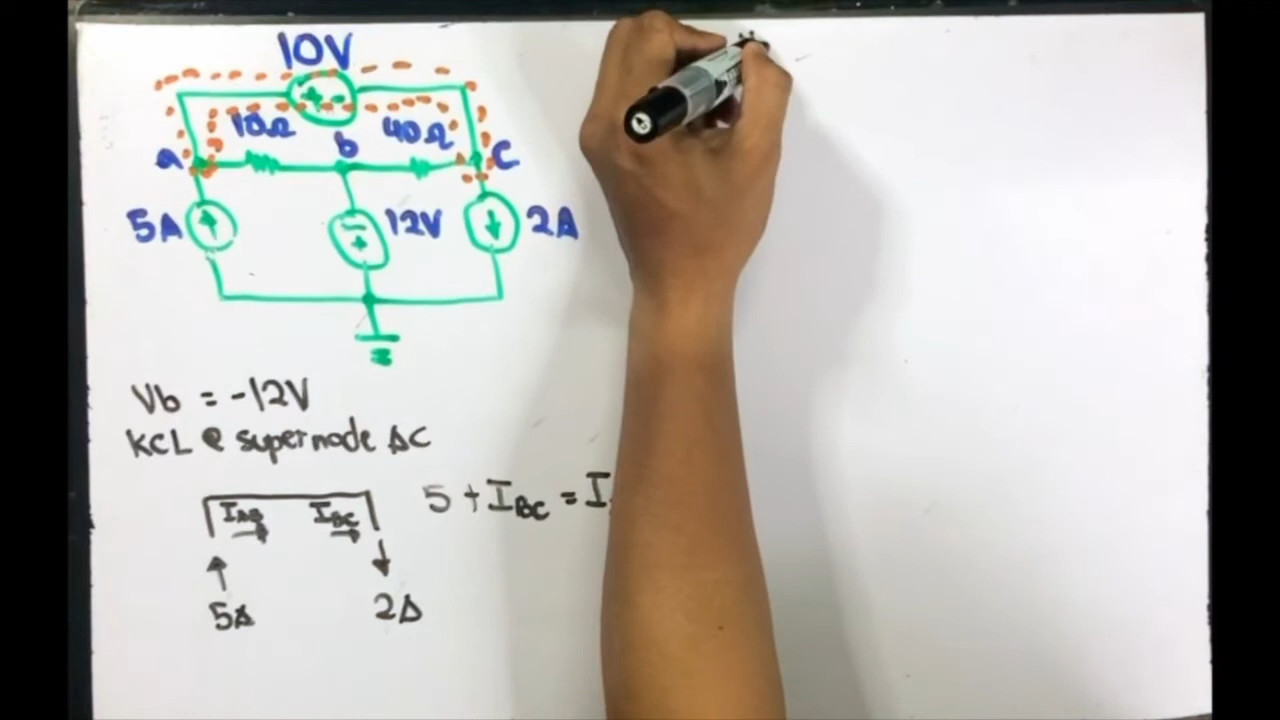 10V
+ -
10Ω b 40Ω
a c
5A 12V 2A
-
+
Vb = -12V
KCL @ supernode AC
5 + IBC = I
IAB IBC
5A 2A